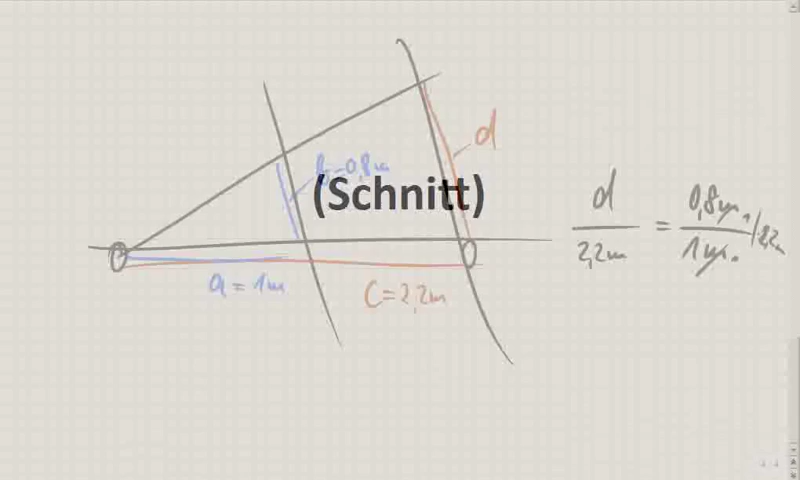 d
b=0,8m
(Schnitt)
d/2,2m = 0,8m/1m |·2,2m
a = 1m
C=2,2m